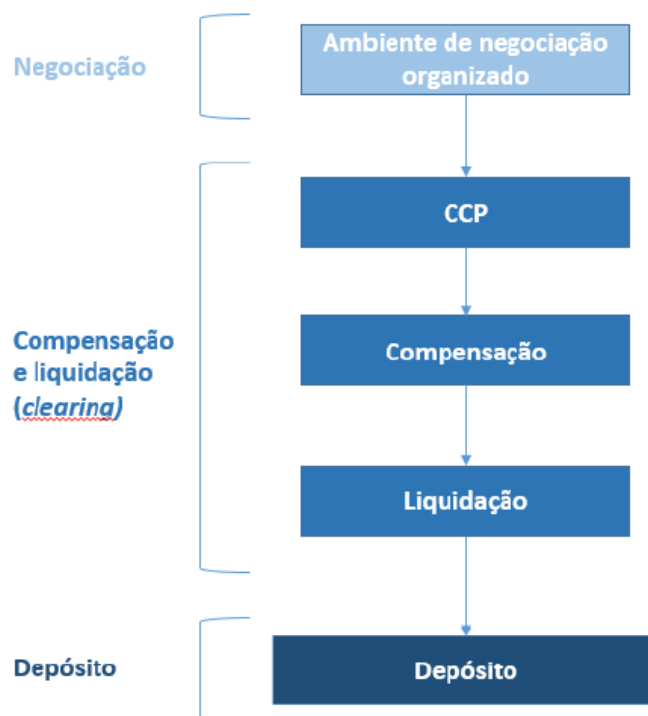 Negociação
Ambiente de negociação
organizado
CCP
Compensação
e liquidação
(clearing)
Compensação
Liquidação
Depósito
Depósito